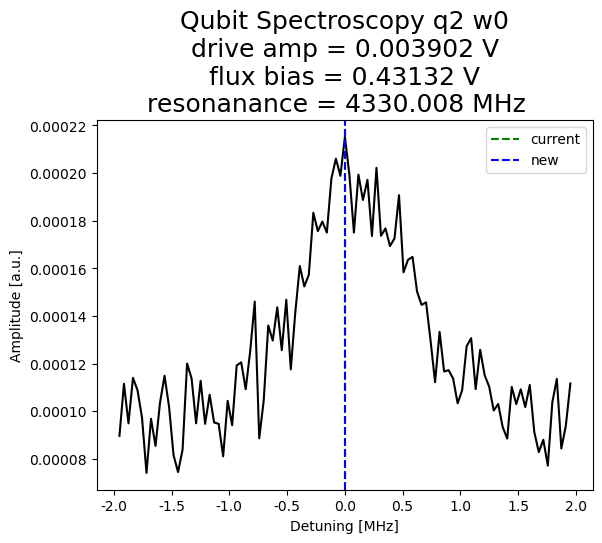 Qubit Spectroscopy q2 w0
drive amp = 0.003902 V
flux bias = 0.43132 V
resonanance = 4330.008 MHz
current
new
Amplitude [a.u.]
0.00022
0.00020
0.00018
0.00016
0.00014
0.00012
0.00010
0.00008
-2.0 -1.5 -1.0 -0.5 0.0 0.5 1.0 1.5 2.0
Detuning [MHz]